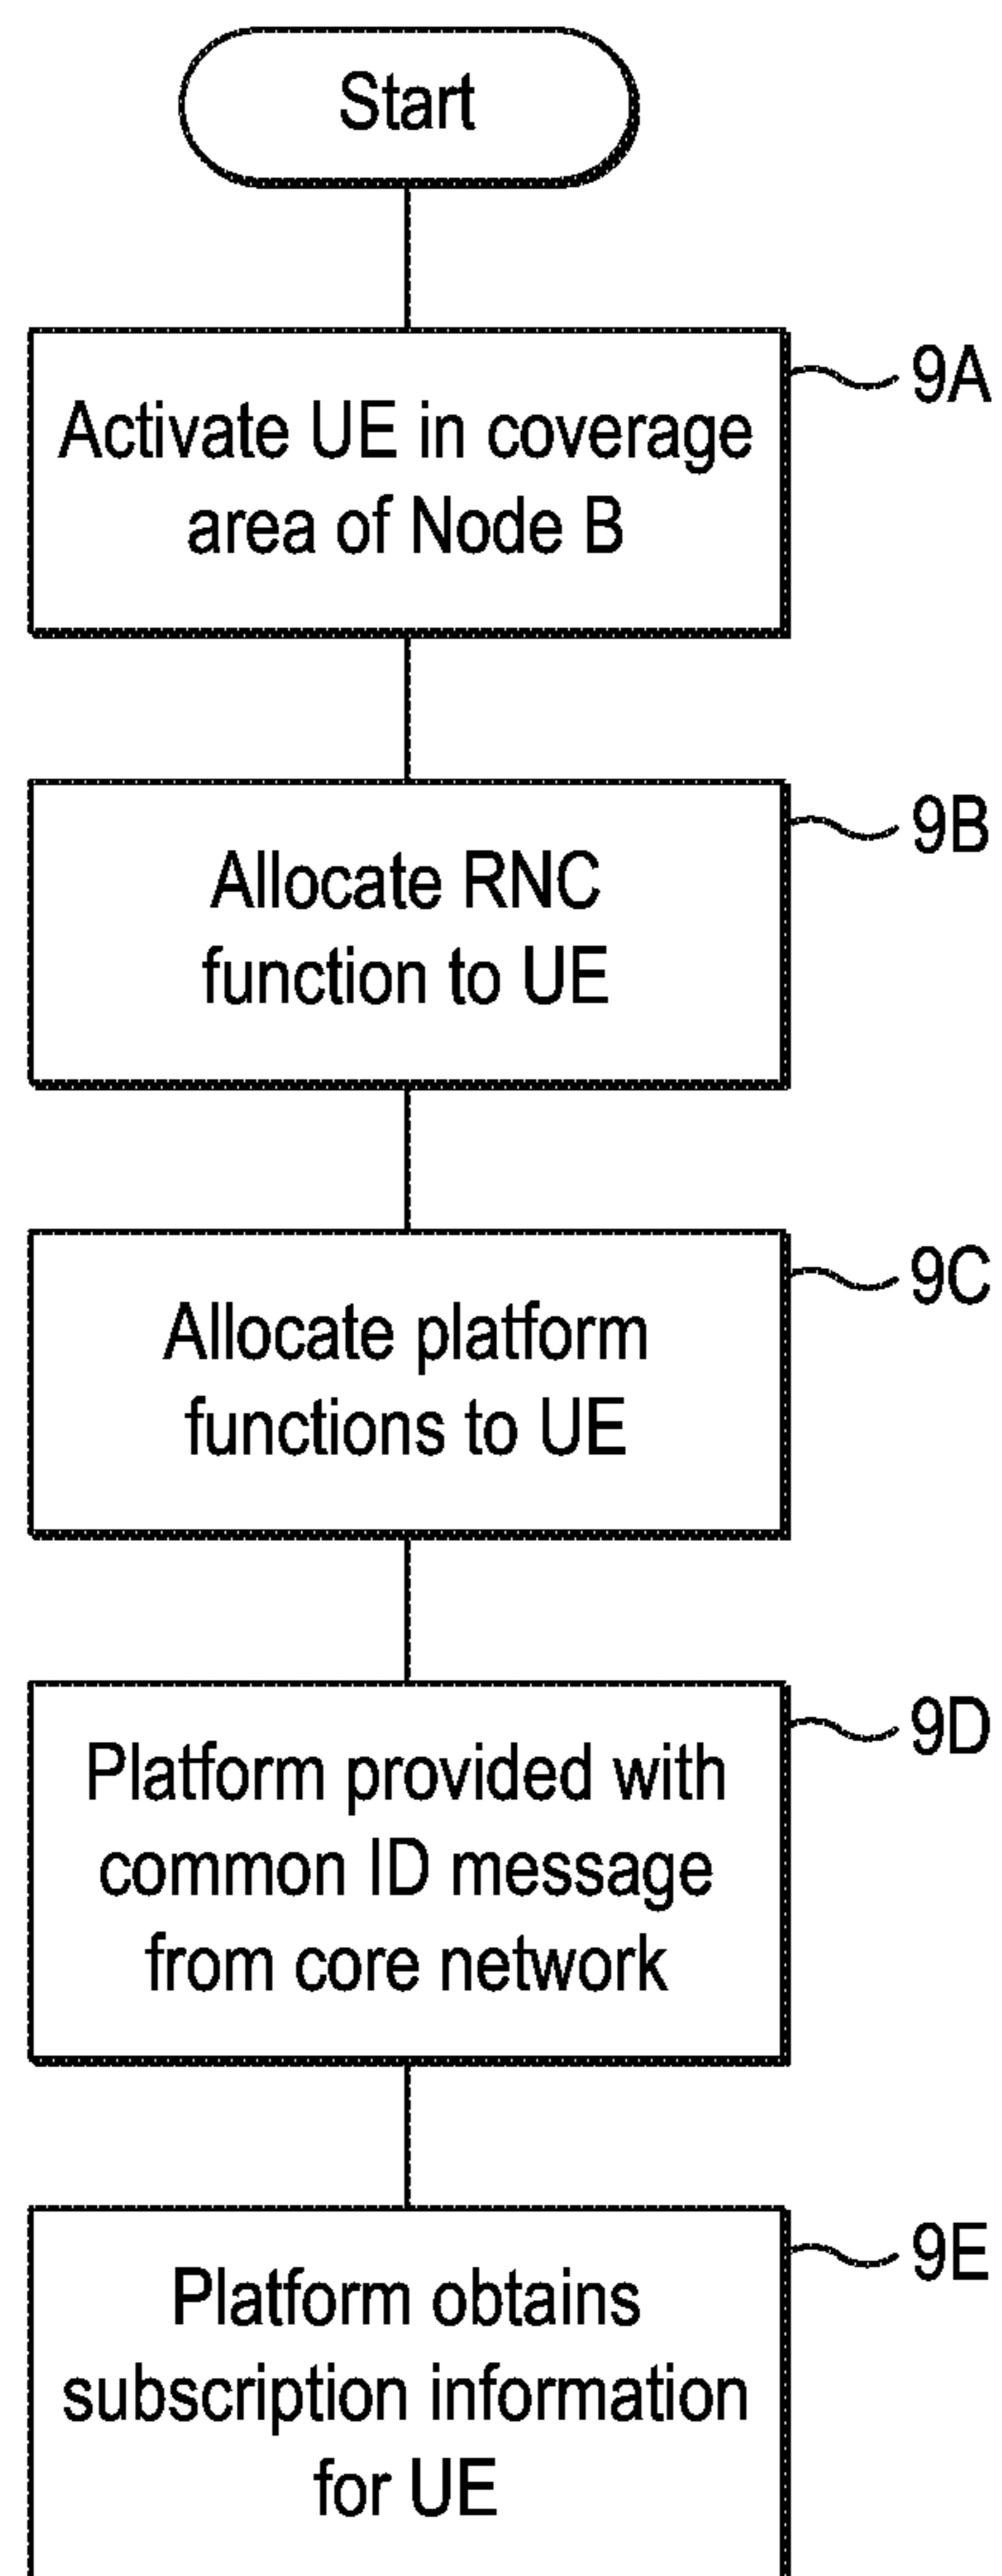 Start
9A
Activate UE in coverage
area of Node B
9B
Allocate RNC
function to UE
9C
Allocate platform
functions to UE
9D
Platform provided with
common ID message
from core network
9E
Platform obtains
subscription information
for UE